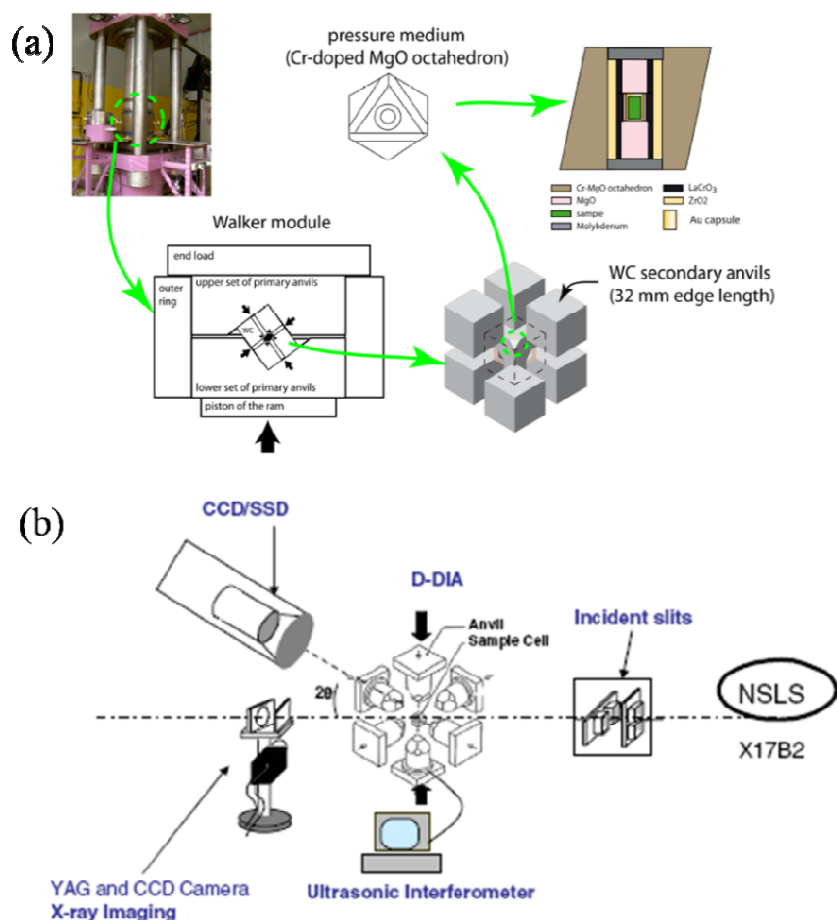 (a)
pressure medium
(Cr-doped MgO octahedron)
Cr-MgO octahedron
MgO
sample
Molybdenum
LaCrO3
ZrO2
Au capsule
Walker module
end load
outer
ring
upper set of primary anvils
WC
lower set of primary anvils
piston of the ram
WC secondary anvils
(32 mm edge length)
(b)
CCD/SSD
D-DIA
Anvil
Sample Cell
Incident slits
2θ
NSLS
X17B2
YAG and CCD Camera
X-ray Imaging
Ultrasonic Interferometer